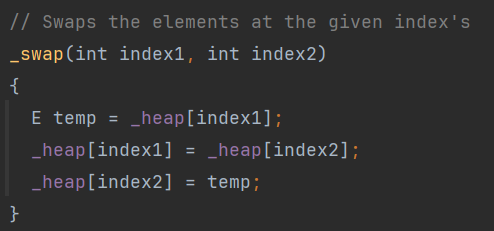 // Swaps the elements at the given index's
_swap(int index1, int index2)
{
  E temp = _heap[index1];
  _heap[index1] = _heap[index2];
  _heap[index2] = temp;
}